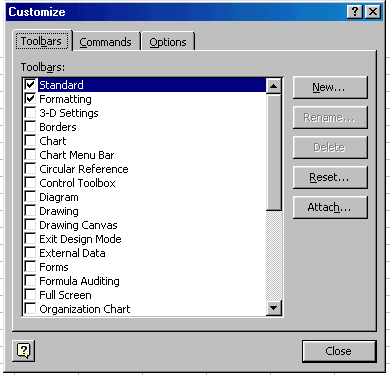 Customize
Toolbars Commands Options
Toolbars:
Standard
Formatting
3-D Settings
Borders
Chart
Chart Menu Bar
Circular Reference
Control Toolbox
Diagram
Drawing
Drawing Canvas
Exit Design Mode
External Data
Forms
Formula Auditing
Full Screen
Organization Chart
New...
Rename...
Delete
Reset...
Attach...
?
Close